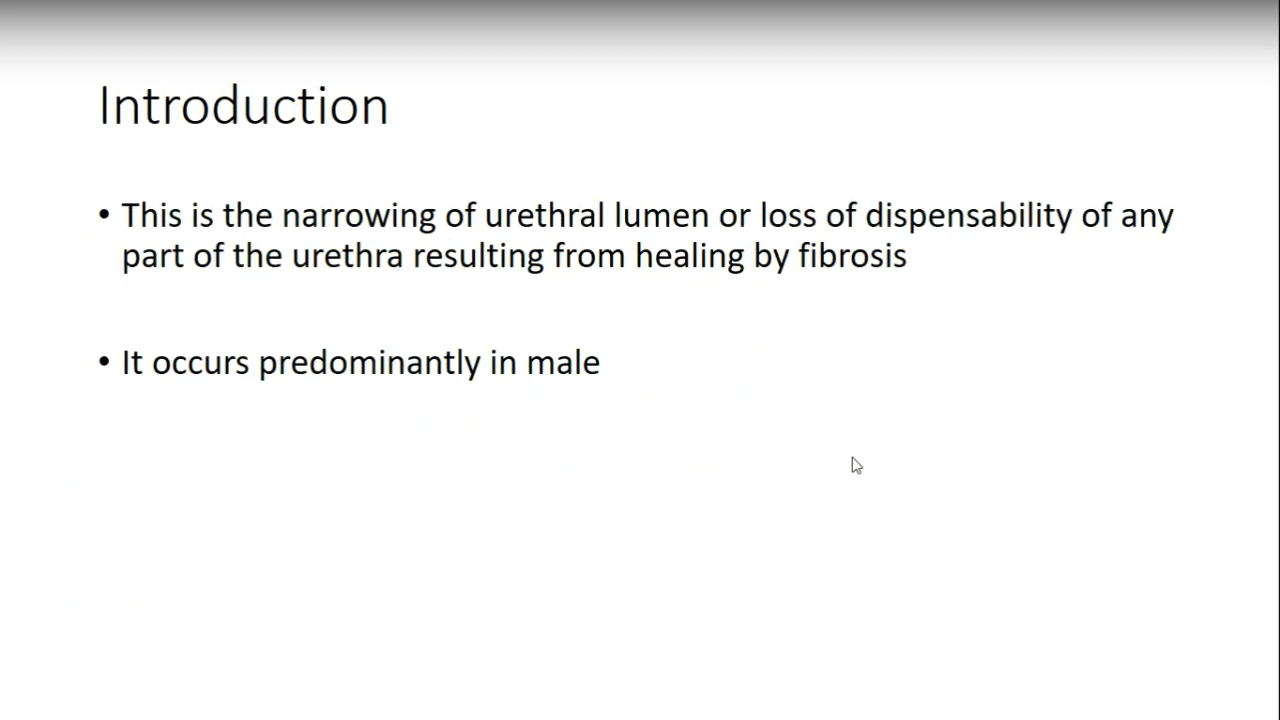 Introduction
• This is the narrowing of urethral lumen or loss of dispensability of any
part of the urethra resulting from healing by fibrosis
• It occurs predominantly in male